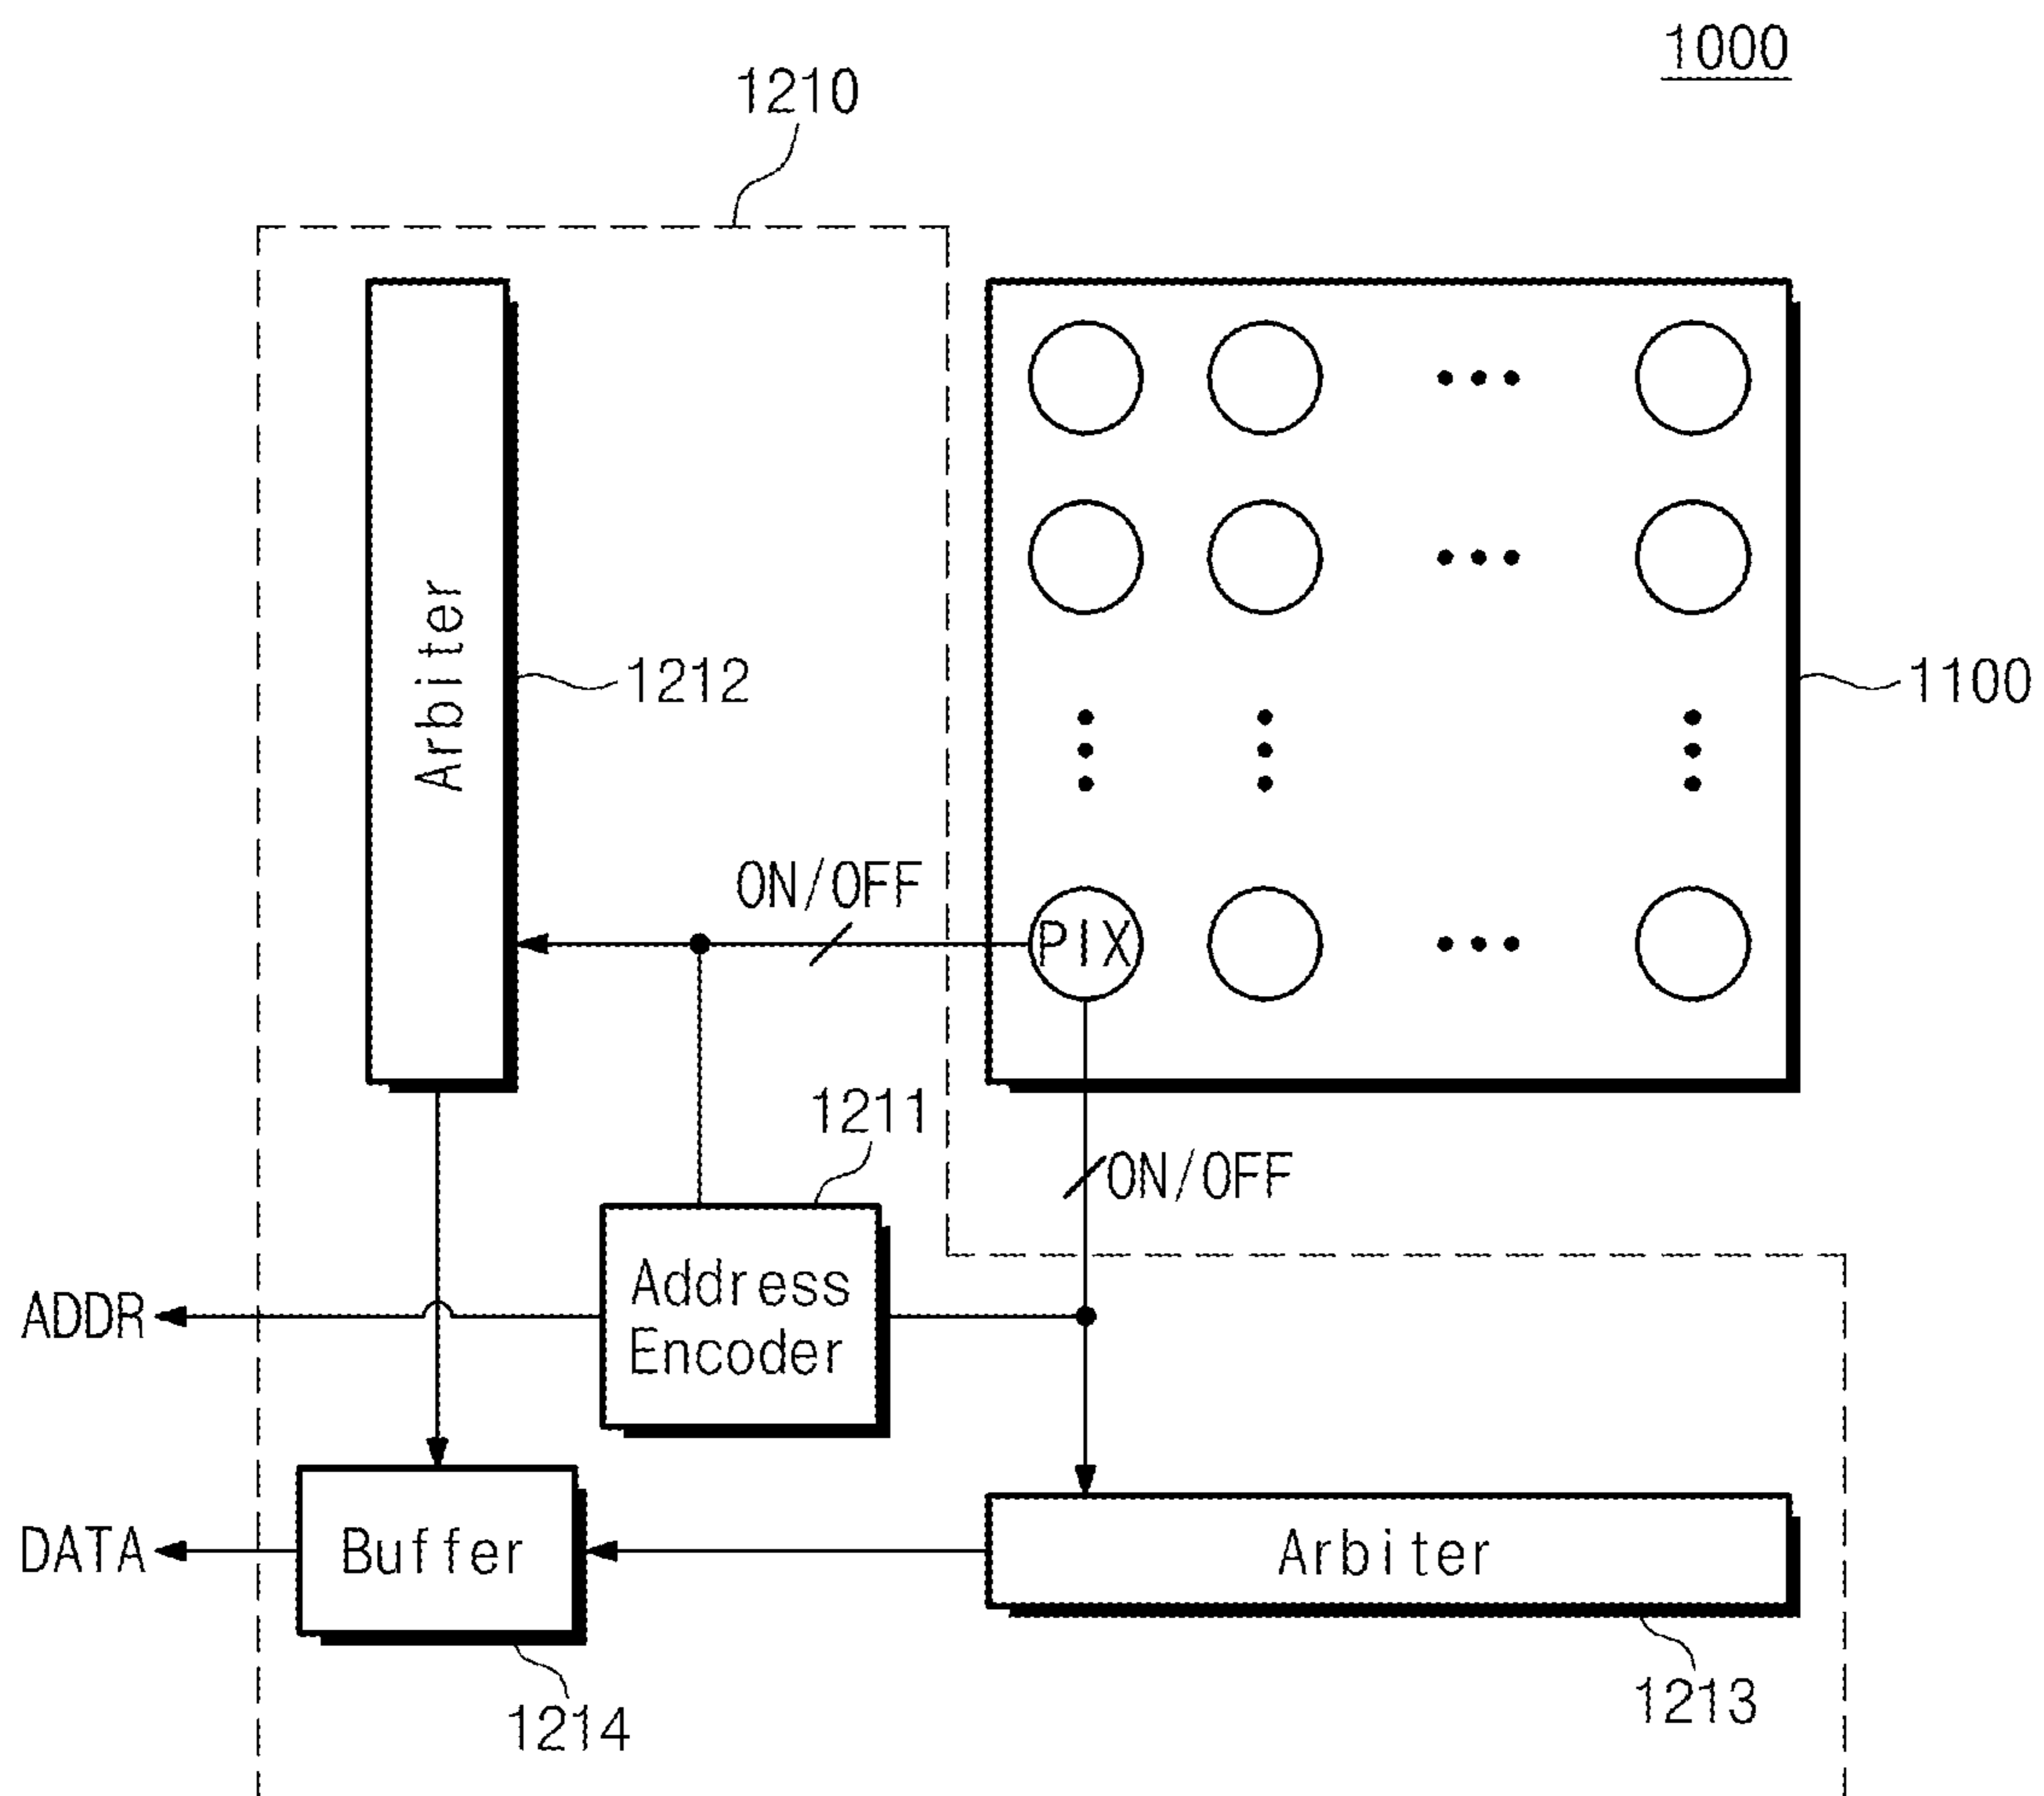 1000
1210
Arbiter
1212
1100
ON/OFF
PIX
1211
ON/OFF
Address
Encoder
ADDR
DATA
Buffer
Arbiter
1213
1214